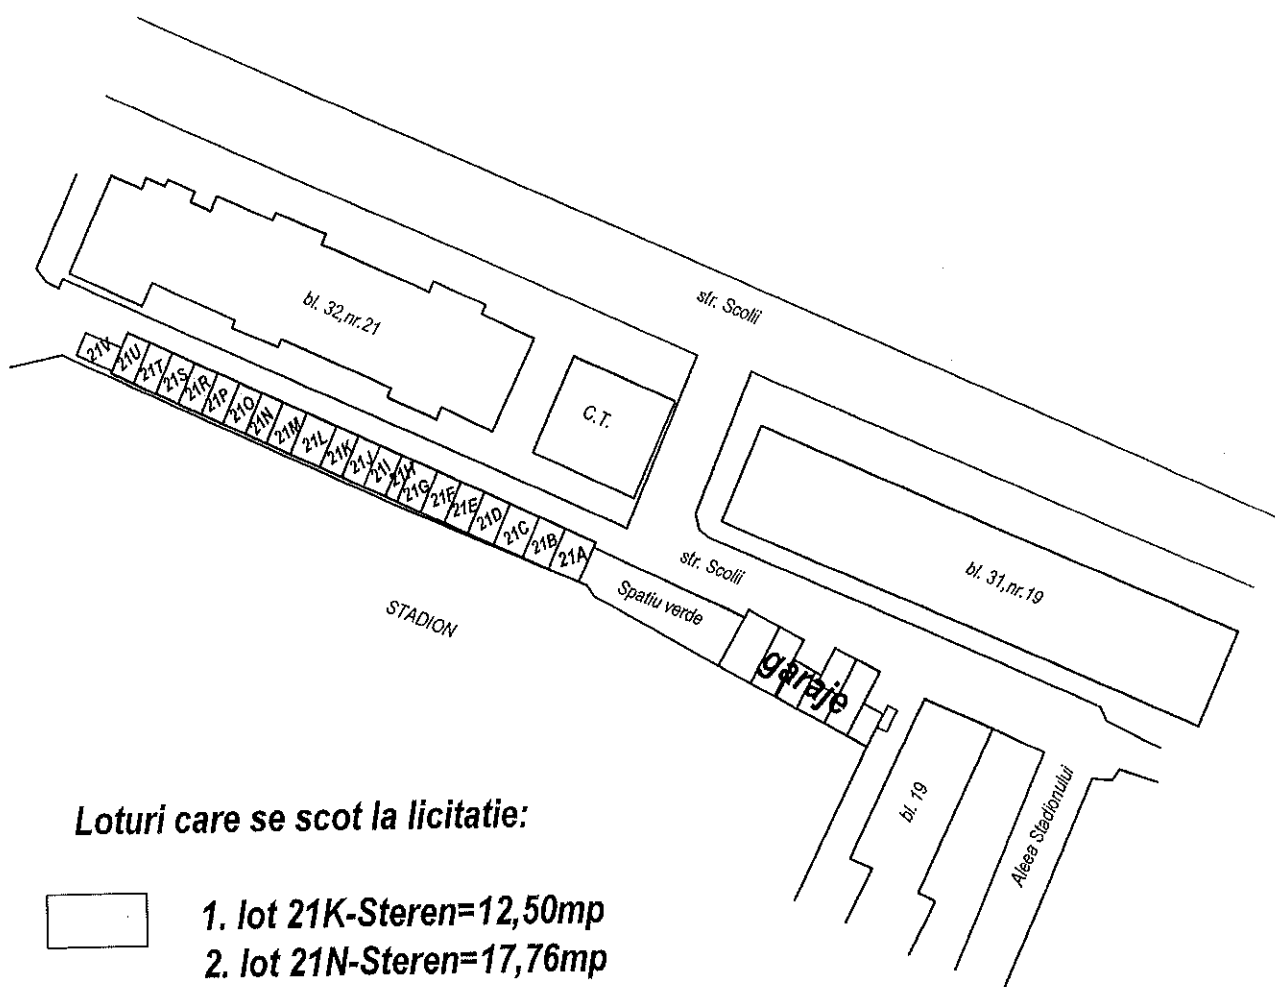 str. Scolii
bl. 32,nr.21
21V
21U
21T
21S
21R
21P
21O
21N
21M
21L
21K
21J
21I
21H
21G
21F
21E
21D
21C
21B
21A
C.T.
str. Scolii
bl. 31,nr.19
Spatiu verde
STADION
garaje
bl. 19
Aleea Stadionului
Loturi care se scot la licitatie:
1. lot 21K-Steren=12,50mp
2. lot 21N-Steren=17,76mp